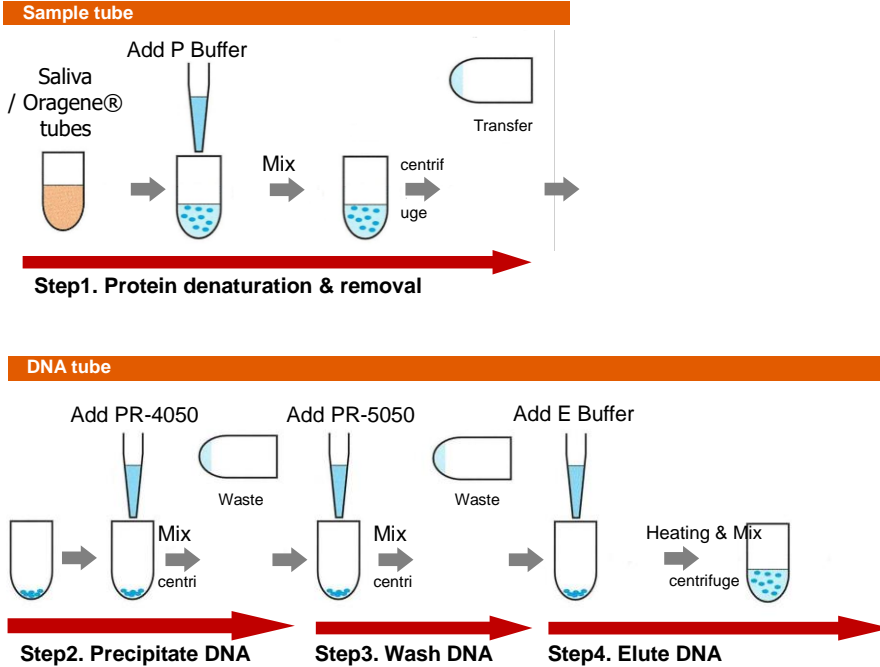 Sample tube
Add P Buffer
Saliva
/ Oragene®
tubes
Transfer
Mix
centrif
uge
Step1. Protein denaturation & removal
DNA tube
Add PR-4050
Add PR-5050
Add E Buffer
Waste
Waste
Mix
centri
Mix
centri
Heating & Mix
centrifuge
Step2. Precipitate DNA
Step3. Wash DNA
Step4. Elute DNA